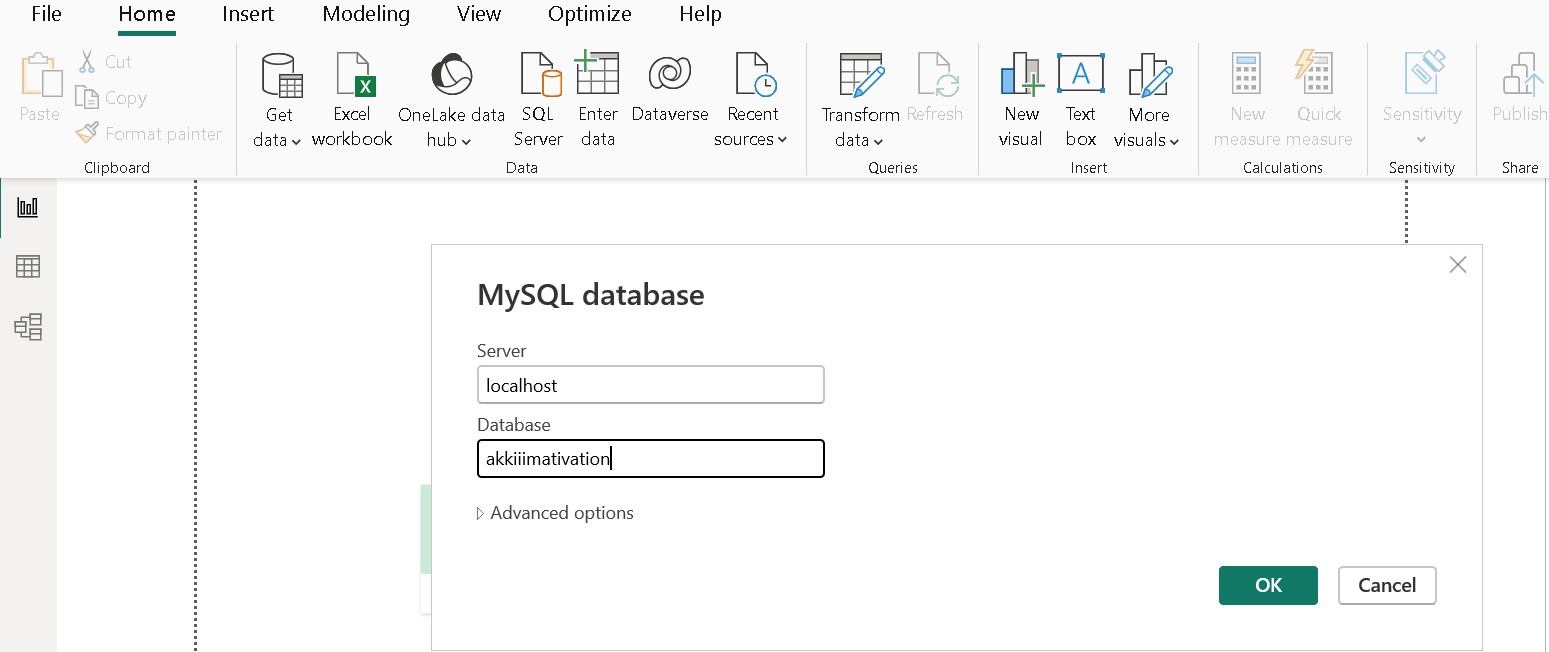 File Home Insert Modeling View Optimize Help
Paste
Cut
Copy
Format painter
Clipboard
Get data
Excel workbook
OneLake data hub
SQL Server
Enter data
Dataverse
Recent sources
Data
Transform data
Refresh
Queries
New visual
A
Text box
More visuals
Insert
New measure
Quick measure
Calculations
Sensitivity
Sensitivity
Publish
Share
MySQL database
Server
localhost
Database
akkiiimativation
Advanced options
OK
Cancel